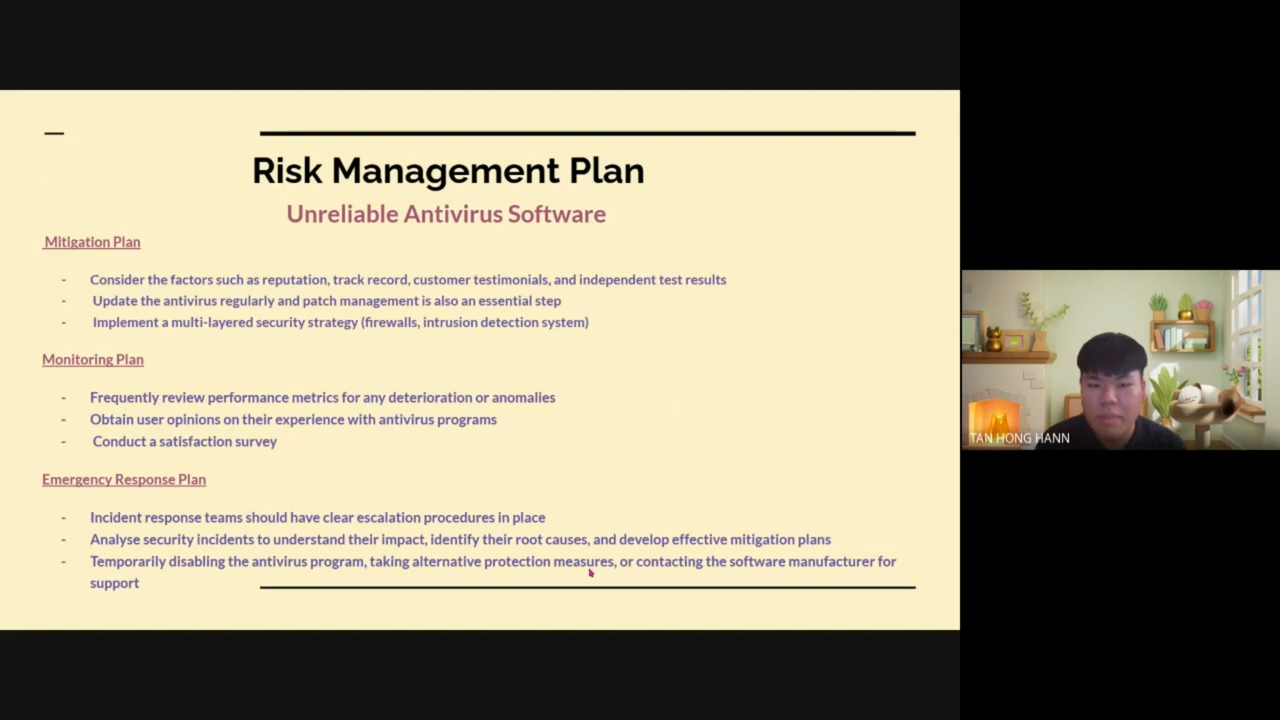 Risk Management Plan
Unreliable Antivirus Software
Mitigation Plan
- Consider the factors such as reputation, track record, customer testimonials, and independent test results
- Update the antivirus regularly and patch management is also an essential step
- Implement a multi-layered security strategy (firewalls, intrusion detection system)
Monitoring Plan
- Frequently review performance metrics for any deterioration or anomalies
- Obtain user opinions on their experience with antivirus programs
- Conduct a satisfaction survey
Emergency Response Plan
- Incident response teams should have clear escalation procedures in place
- Analyse security incidents to understand their impact, identify their root causes, and develop effective mitigation plans
- Temporarily disabling the antivirus program, taking alternative protection measures, or contacting the software manufacturer for
support
TAN HONG HANN